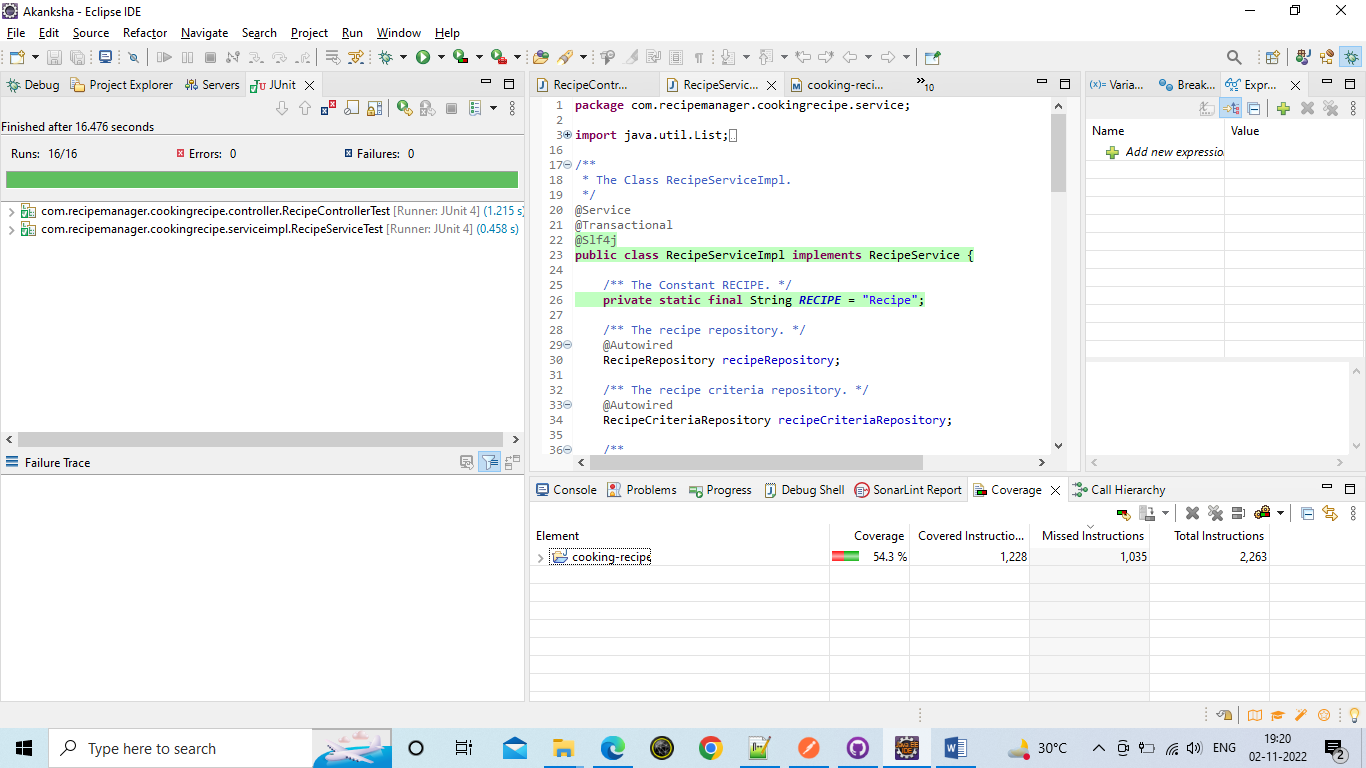 Akanksha - Eclipse IDE
File Edit Source Refactor Navigate Search Project Run Window Help
Debug Project Explorer Servers JUnit
Finished after 16.476 seconds
Runs: 16/16 Errors: 0 Failures: 0
com.recipemanager.cookingrecipe.controller.RecipeControllerTest [Runner: JUnit 4] (1.215 s)
com.recipemanager.cookingrecipe.serviceimpl.RecipeServiceTest [Runner: JUnit 4] (0.458 s)
Failure Trace
RecipeContr... RecipeServic... cooking-reci... »10
1 package com.recipemanager.cookingrecipe.service;
2
3 import java.util.List;
16
17 /**
18 * The Class RecipeServiceImpl.
19 */
20 @Service
21 @Transactional
22 @Slf4j
23 public class RecipeServiceImpl implements RecipeService {
24
25 /** The Constant RECIPE. */
26 private static final String RECIPE = "Recipe";
27
28 /** The recipe repository. */
29 @Autowired
30 RecipeRepository recipeRepository;
31
32 /** The recipe criteria repository. */
33 @Autowired
34 RecipeCriteriaRepository recipeCriteriaRepository;
35
36 /**
(x)= Varia... Break... Expr...
Name Value
Add new expressio
Console Problems Progress Debug Shell SonarLint Report Coverage Call Hierarchy
Element Coverage Covered Instructio... Missed Instructions Total Instructions
cooking-recipe 54.3 % 1,228 1,035 2,263
Type here to search
30°C ENG 19:20
02-11-2022 2